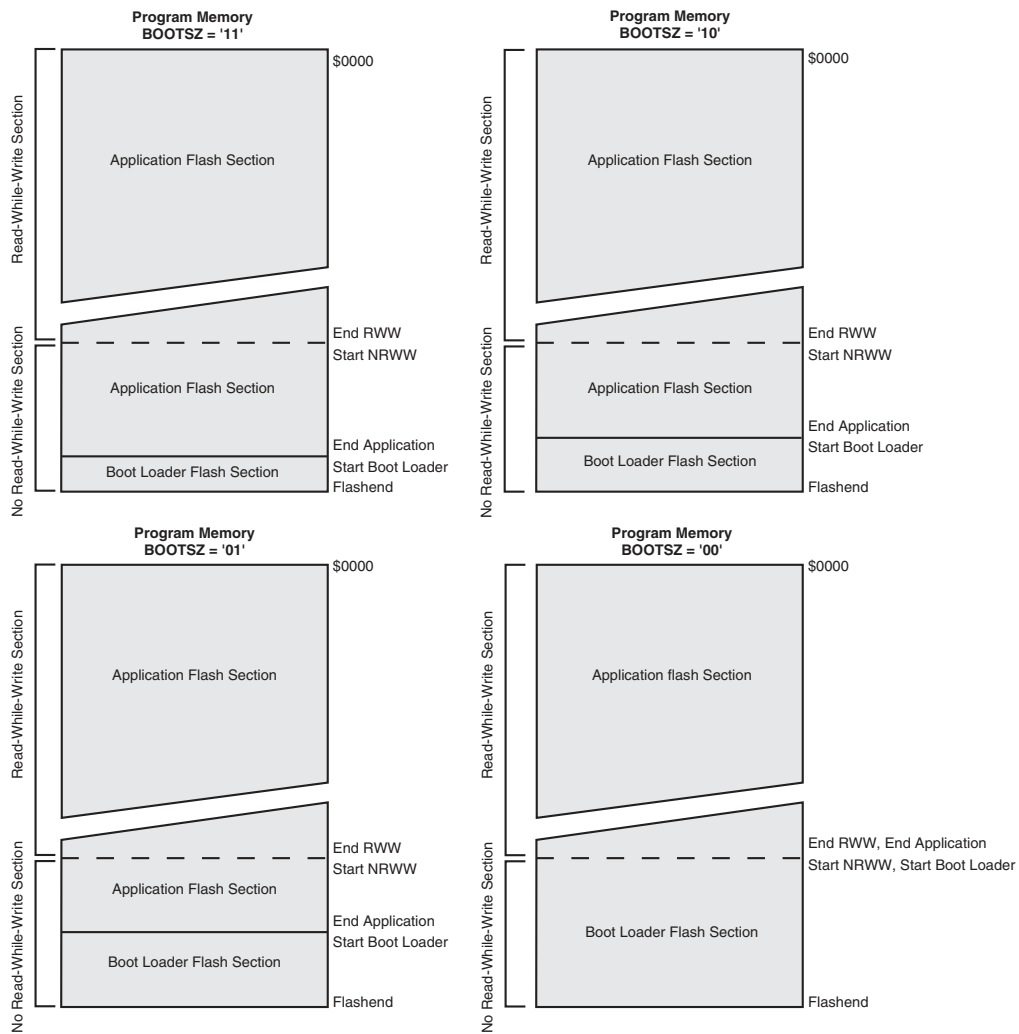 Program Memory
BOOTSZ = '11'
$0000
Read-While-Write Section
Application Flash Section
End RWW
Start NRWW
No Read-While-Write Section
Application Flash Section
End Application
Start Boot Loader
Boot Loader Flash Section
Flashend
Program Memory
BOOTSZ = '10'
$0000
Read-While-Write Section
Application Flash Section
End RWW
Start NRWW
No Read-While-Write Section
Application Flash Section
End Application
Start Boot Loader
Boot Loader Flash Section
Flashend
Program Memory
BOOTSZ = '01'
$0000
Read-While-Write Section
Application Flash Section
End RWW
Start NRWW
No Read-While-Write Section
Application Flash Section
End Application
Start Boot Loader
Boot Loader Flash Section
Flashend
Program Memory
BOOTSZ = '00'
$0000
Read-While-Write Section
Application flash Section
End RWW, End Application
Start NRWW, Start Boot Loader
No Read-While-Write Section
Boot Loader Flash Section
Flashend